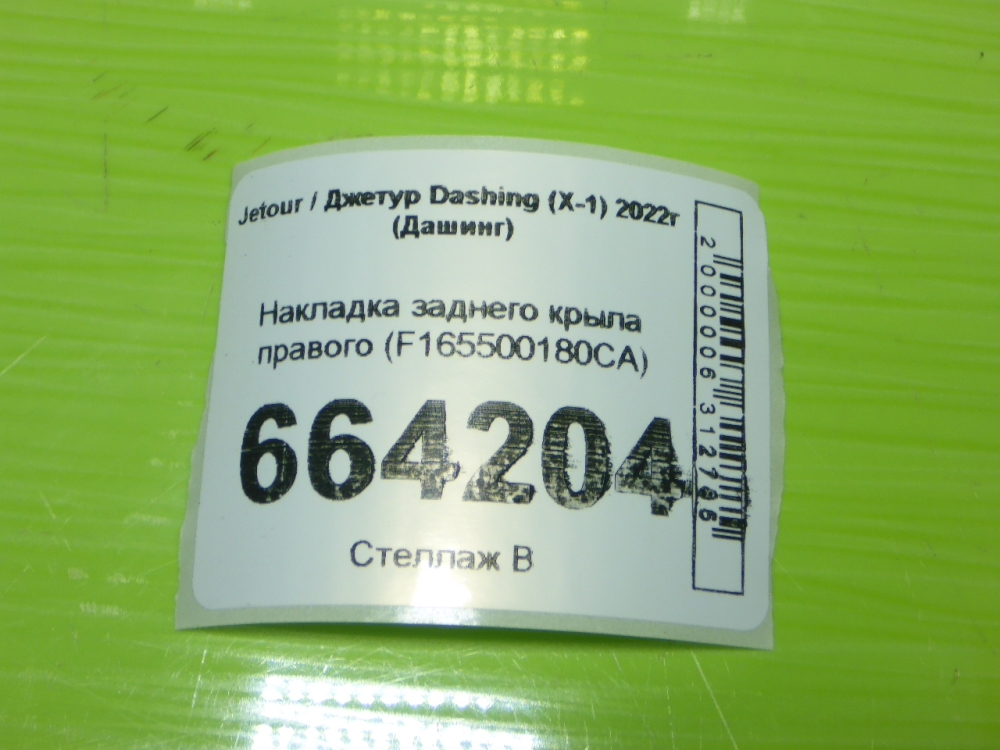 Jetour / Джетур Dashing (X-1) 2022г
(Дашинг)
Накладка заднего крыла
правого (F165500180CA)
664204
Стеллаж В